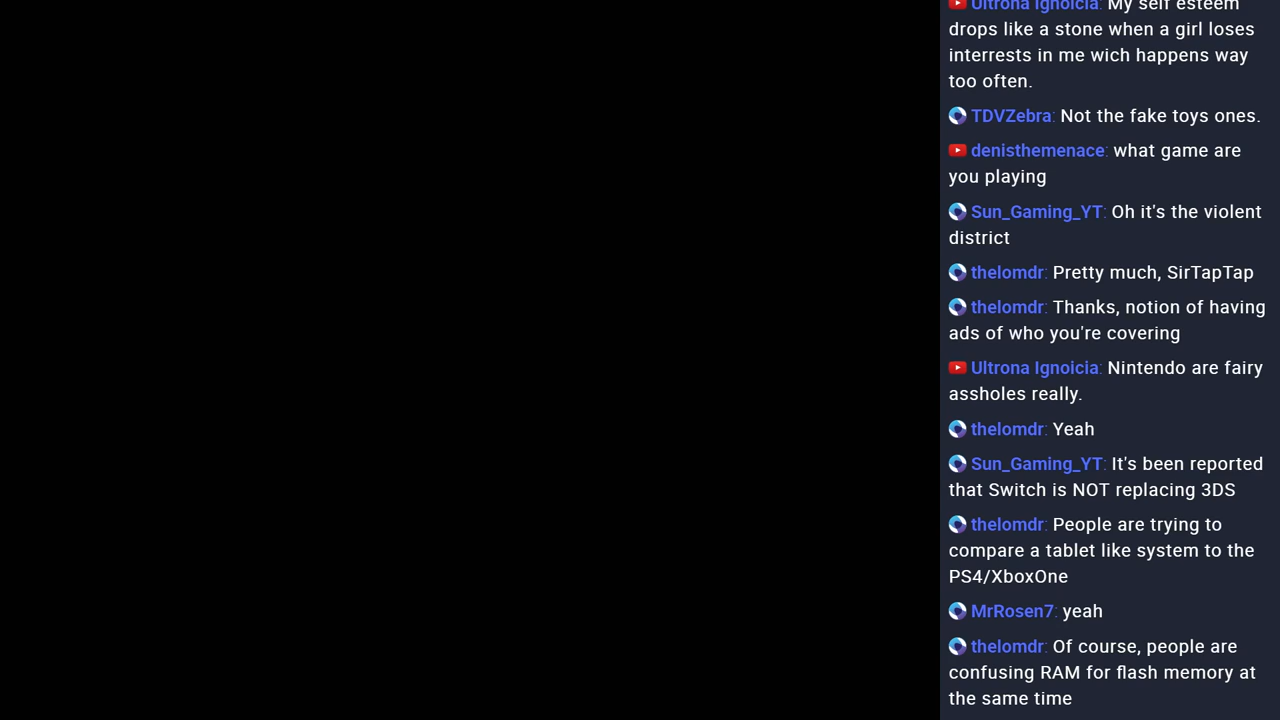 Ultrona Ignoicia: My self esteem
drops like a stone when a girl loses
interrests in me wich happens way
too often.
TDVZebra: Not the fake toys ones.
denisthemenace: what game are
you playing
Sun_Gaming_YT: Oh it's the violent
district
thelomdr: Pretty much, SirTapTap
thelomdr: Thanks, notion of having
ads of who you're covering
Ultrona Ignoicia: Nintendo are fairy
assholes really.
thelomdr: Yeah
Sun_Gaming_YT: It's been reported
that Switch is NOT replacing 3DS
thelomdr: People are trying to
compare a tablet like system to the
PS4/XboxOne
MrRosen7: yeah
thelomdr: Of course, people are
confusing RAM for flash memory at
the same time